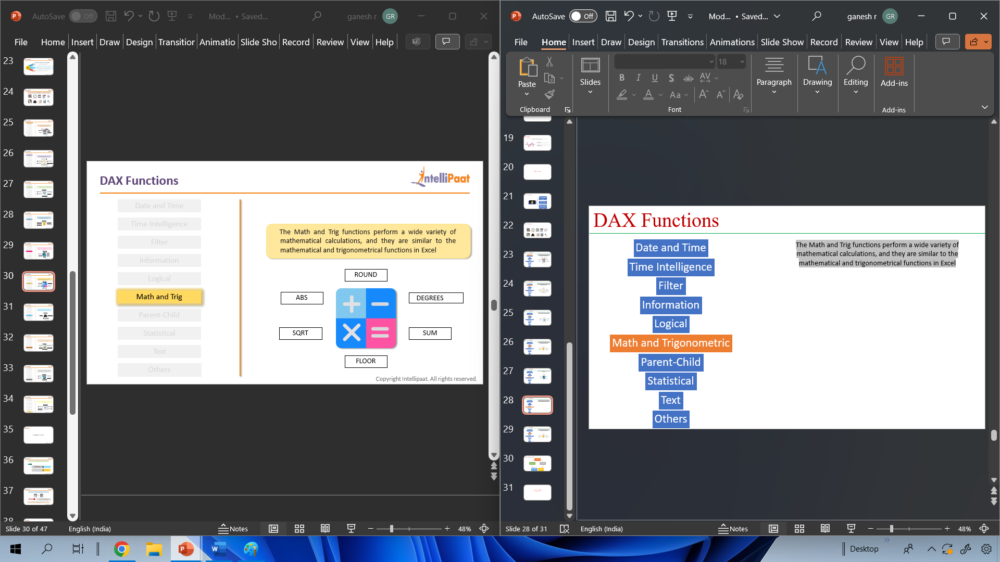 AutoSave Off Mod... • Saved... ganesh r GR
File Home Insert Draw Design Transitior Animatio Slide Sho Record Review View Help
23
24
25
26
27
28
29
30
31
32
33
34
35
36
37
38
DAX Functions
IntelliPaat
Date and Time
Time Intelligence
Filter
Information
Logical
Math and Trig
Parent-Child
Statistical
Text
Others
The Math and Trig functions perform a wide variety of
mathematical calculations, and they are similar to the
mathematical and trigonometrical functions in Excel
ROUND
ABS
DEGREES
SQRT
SUM
FLOOR
Copyright Intellipaat. All rights reserved.
Slide 30 of 47 English (India) Notes 48%
AutoSave Off Mod... • Saved... ganesh r GR
File Home Insert Draw Design Transitions Animations Slide Show Record Review View Help
Paste
Clipboard
Slides
18
B I U S ab AV
A Aa A A A
Font
Paragraph
Drawing
Editing
Add-ins
Add-ins
19
20
21
22
23
24
25
26
27
28
29
30
31
DAX Functions
Date and Time
Time Intelligence
Filter
Information
Logical
Math and Trigonometric
Parent-Child
Statistical
Text
Others
The Math and Trig functions perform a wide variety of
mathematical calculations, and they are similar to the
mathematical and trigonometrical functions in Excel
Slide 28 of 31 English (India) Notes 48%
Desktop